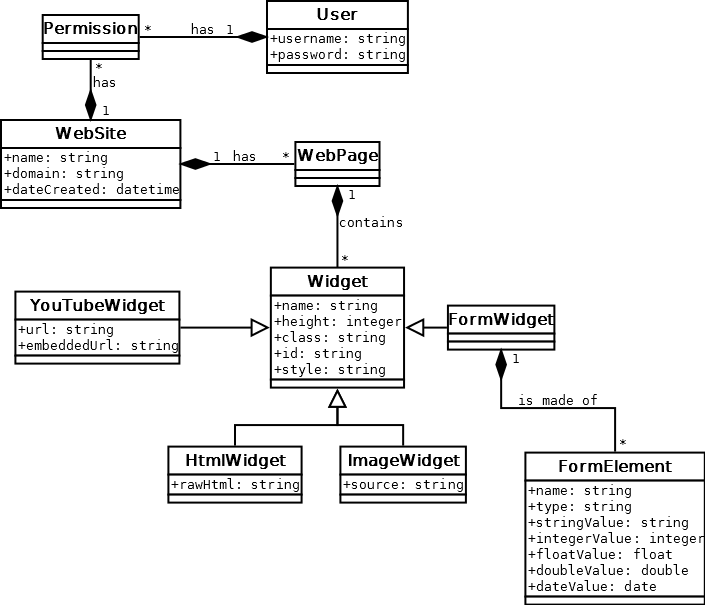 User
+username: string
+password: string
Permission
* has 1
*
has
1
WebSite
+name: string
+domain: string
+dateCreated: datetime
1 has *
WebPage
1
contains
*
Widget
+name: string
+height: integer
+class: string
+id: string
+style: string
YouTubeWidget
+url: string
+embeddedUrl: string
FormWidget
1
is made of
*
HtmlWidget
+rawHtml: string
ImageWidget
+source: string
FormElement
+name: string
+type: string
+stringValue: string
+integerValue: integer
+floatValue: float
+doubleValue: double
+dateValue: date